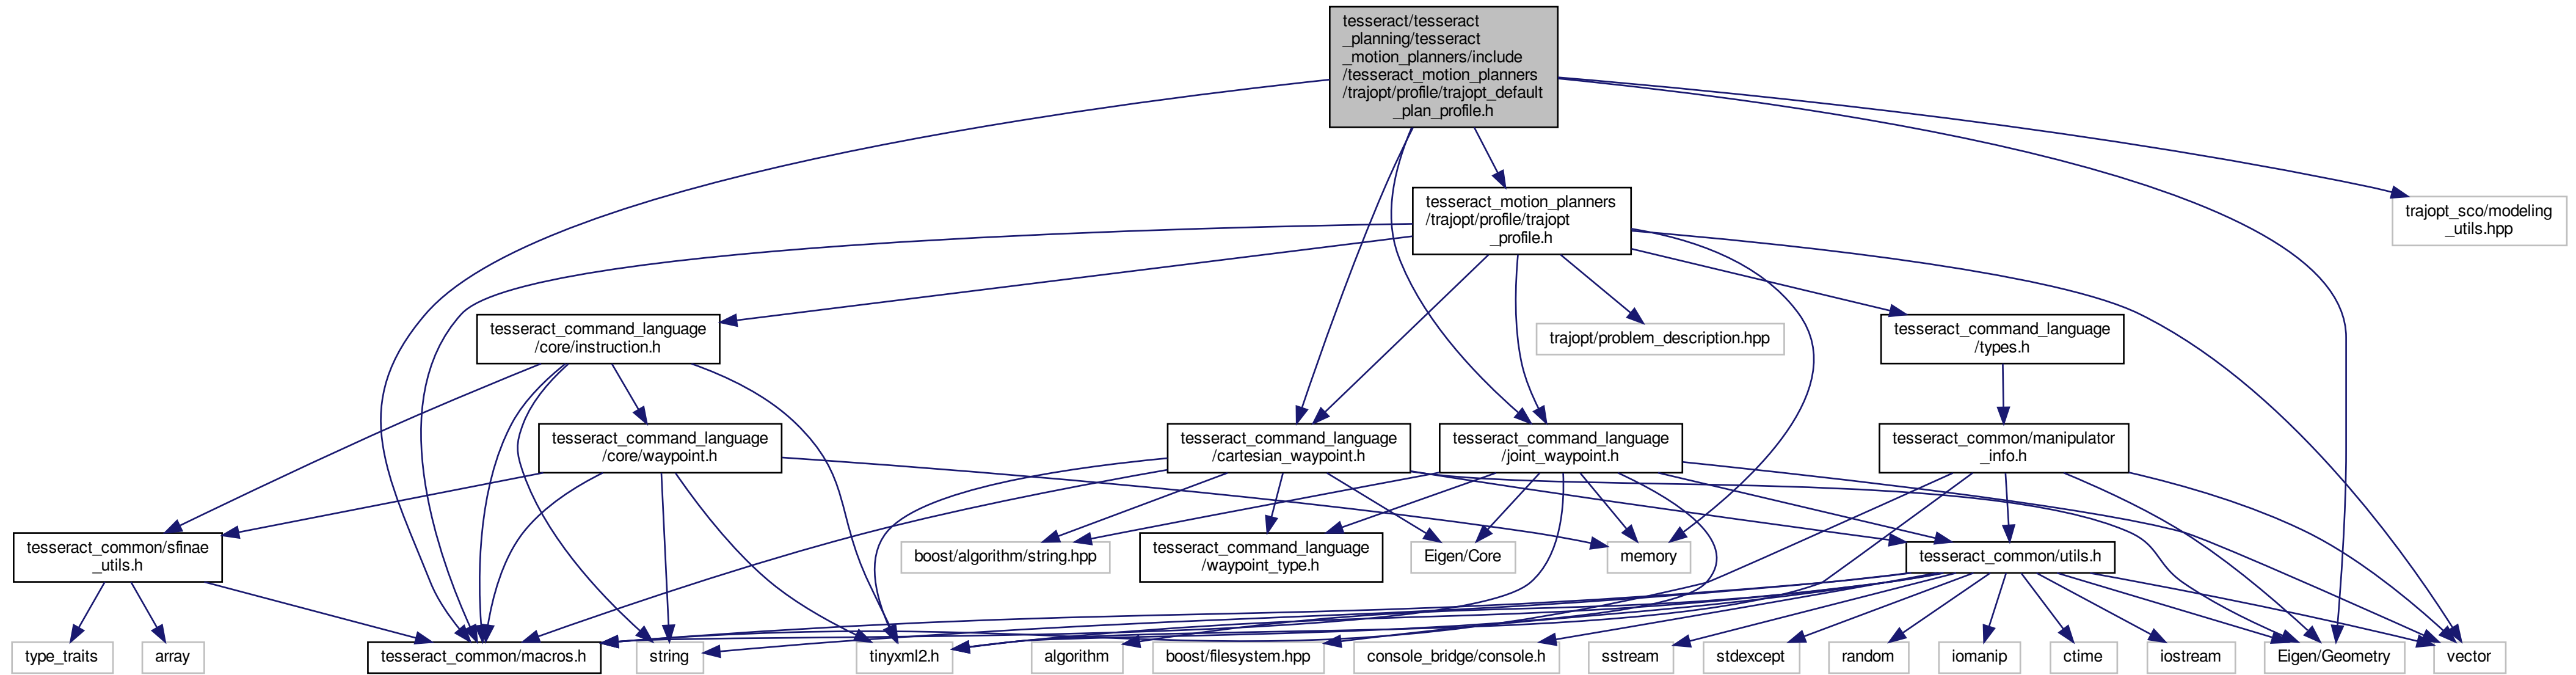 tesseract/tesseract
_planning/tesseract
_motion_planners/include
/tesseract_motion_planners
/trajopt/profile/trajopt_default
_plan_profile.h
tesseract_motion_planners
/trajopt/profile/trajopt
_profile.h
trajopt_sco/modeling
_utils.hpp
tesseract_command_language
/core/instruction.h
trajopt/problem_description.hpp
tesseract_command_language
/types.h
tesseract_command_language
/core/waypoint.h
tesseract_command_language
/cartesian_waypoint.h
tesseract_command_language
/joint_waypoint.h
tesseract_common/manipulator
_info.h
tesseract_common/sfinae
_utils.h
boost/algorithm/string.hpp
tesseract_command_language
/waypoint_type.h
Eigen/Core
memory
tesseract_common/utils.h
type_traits
array
tesseract_common/macros.h
string
tinyxml2.h
algorithm
boost/filesystem.hpp
console_bridge/console.h
sstream
stdexcept
random
iomanip
ctime
iostream
Eigen/Geometry
vector